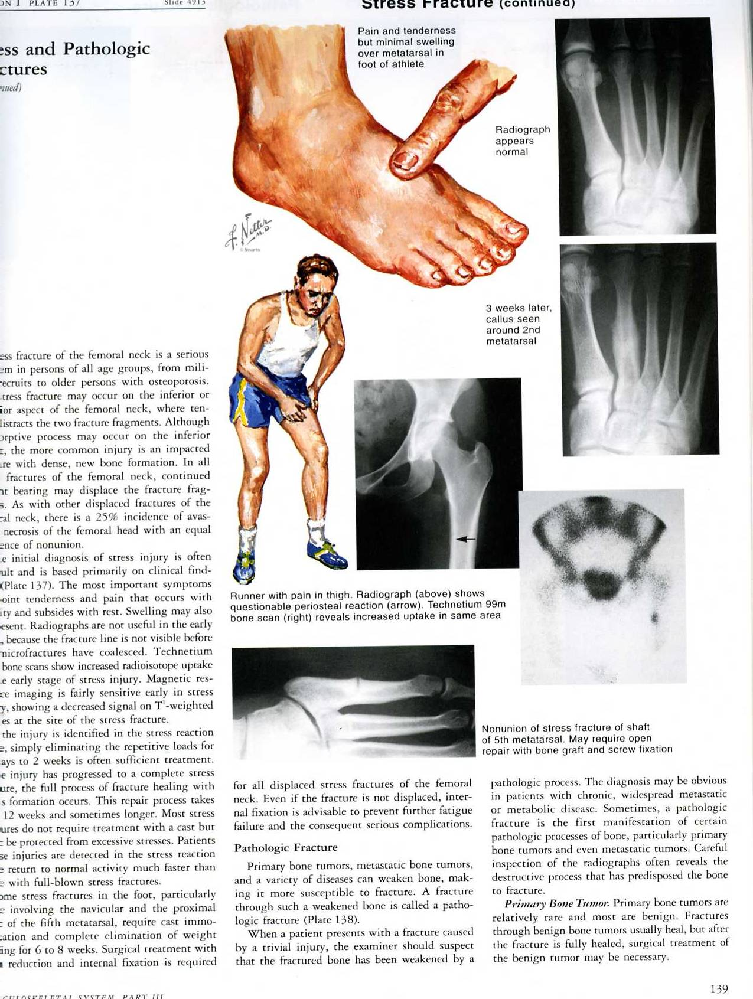 ON I PLATE 137
Slide 4913
Stress Fracture (continued)
ess and Pathologic
ctures
nued)
Pain and tenderness
but minimal swelling
over metatarsal in
foot of athlete
Radiograph
appears
normal
F. Netter
M.D.
© Novartis
3 weeks later,
callus seen
around 2nd
metatarsal
Runner with pain in thigh. Radiograph (above) shows
questionable periosteal reaction (arrow). Technetium 99m
bone scan (right) reveals increased uptake in same area
Nonunion of stress fracture of shaft
of 5th metatarsal. May require open
repair with bone graft and screw fixation
ess fracture of the femoral neck is a serious
em in persons of all age groups, from mili-
recruits to older persons with osteoporosis.
tress fracture may occur on the inferior or
ior aspect of the femoral neck, where ten-
listracts the two fracture fragments. Although
orptive process may occur on the inferior
t, the more common injury is an impacted
re with dense, new bone formation. In all
fractures of the femoral neck, continued
nt bearing may displace the fracture frag-
s. As with other displaced fractures of the
ral neck, there is a 25% incidence of avas-
necrosis of the femoral head with an equal
ence of nonunion.
e initial diagnosis of stress injury is often
ult and is based primarily on clinical find-
(Plate 137). The most important symptoms
oint tenderness and pain that occurs with
ity and subsides with rest. Swelling may also
esent. Radiographs are not useful in the early
, because the fracture line is not visible before
microfractures have coalesced. Technetium
bone scans show increased radioisotope uptake
e early stage of stress injury. Magnetic res-
ce imaging is fairly sensitive early in stress
y, showing a decreased signal on T¹-weighted
es at the site of the stress fracture.
the injury is identified in the stress reaction
e, simply eliminating the repetitive loads for
ays to 2 weeks is often sufficient treatment.
e injury has progressed to a complete stress
ure, the full process of fracture healing with
s formation occurs. This repair process takes
12 weeks and sometimes longer. Most stress
ures do not require treatment with a cast but
t be protected from excessive stresses. Patients
se injuries are detected in the stress reaction
e return to normal activity much faster than
e with full-blown stress fractures.
ome stress fractures in the foot, particularly
e involving the navicular and the proximal
t of the fifth metatarsal, require cast immo-
zation and complete elimination of weight
ing for 6 to 8 weeks. Surgical treatment with
n reduction and internal fixation is required
for all displaced stress fractures of the femoral
neck. Even if the fracture is not displaced, inter-
nal fixation is advisable to prevent further fatigue
failure and the consequent serious complications.
Pathologic Fracture
Primary bone tumors, metastatic bone tumors,
and a variety of diseases can weaken bone, mak-
ing it more susceptible to fracture. A fracture
through such a weakened bone is called a patho-
logic fracture (Plate 138).
When a patient presents with a fracture caused
by a trivial injury, the examiner should suspect
that the fractured bone has been weakened by a
pathologic process. The diagnosis may be obvious
in patients with chronic, widespread metastatic
or metabolic disease. Sometimes, a pathologic
fracture is the first manifestation of certain
pathologic processes of bone, particularly primary
bone tumors and even metastatic tumors. Careful
inspection of the radiographs often reveals the
destructive process that has predisposed the bone
to fracture.
Primary Bone Tumor. Primary bone tumors are
relatively rare and most are benign. Fractures
through benign bone tumors usually heal, but after
the fracture is fully healed, surgical treatment of
the benign tumor may be necessary.
CULOSKELETAL SYSTEM, PART III
139